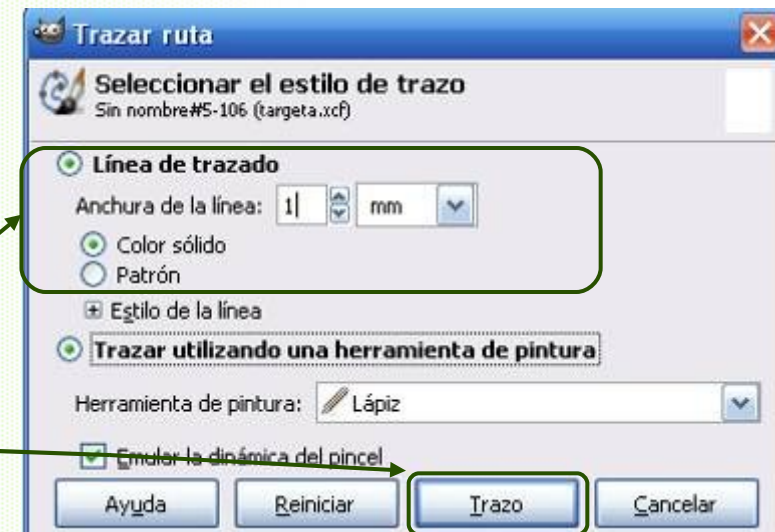 Trazar ruta
Seleccionar el estilo de trazo
Sin nombre#5-106 (targeta.xcf)
Línea de trazado
Anchura de la línea: 1 mm
Color sólido
Patrón
Estilo de la línea
Trazar utilizando una herramienta de pintura
Herramienta de pintura: Lápiz
Emular la dinámica del pincel
Ayuda Reiniciar Trazo Cancelar